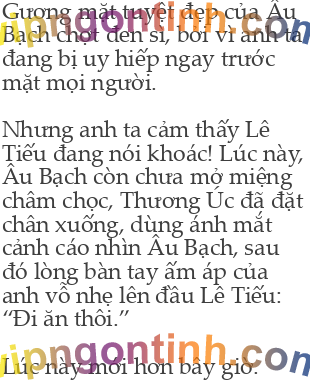 Gương mặt tuyệt đẹp của Âu
Bạch chợt đen sì, bởi vì anh ta
đang bị uy hiếp ngay trước
mặt mọi người.
Nhưng anh ta cảm thấy Lê
Tiếu đang nói khoác! Lúc này,
Âu Bạch còn chưa mở miệng
châm chọc, Thương Úc đã đặt
chân xuống, dùng ánh mắt
cảnh cáo nhìn Âu Bạch, sau
đó lòng bàn tay ấm áp của
anh vỗ nhẹ lên đầu Lê Tiếu:
“Đi ăn thôi.”
Lúc này mới hơn bảy giờ.
vipngontinh.com
vipngontinh.com